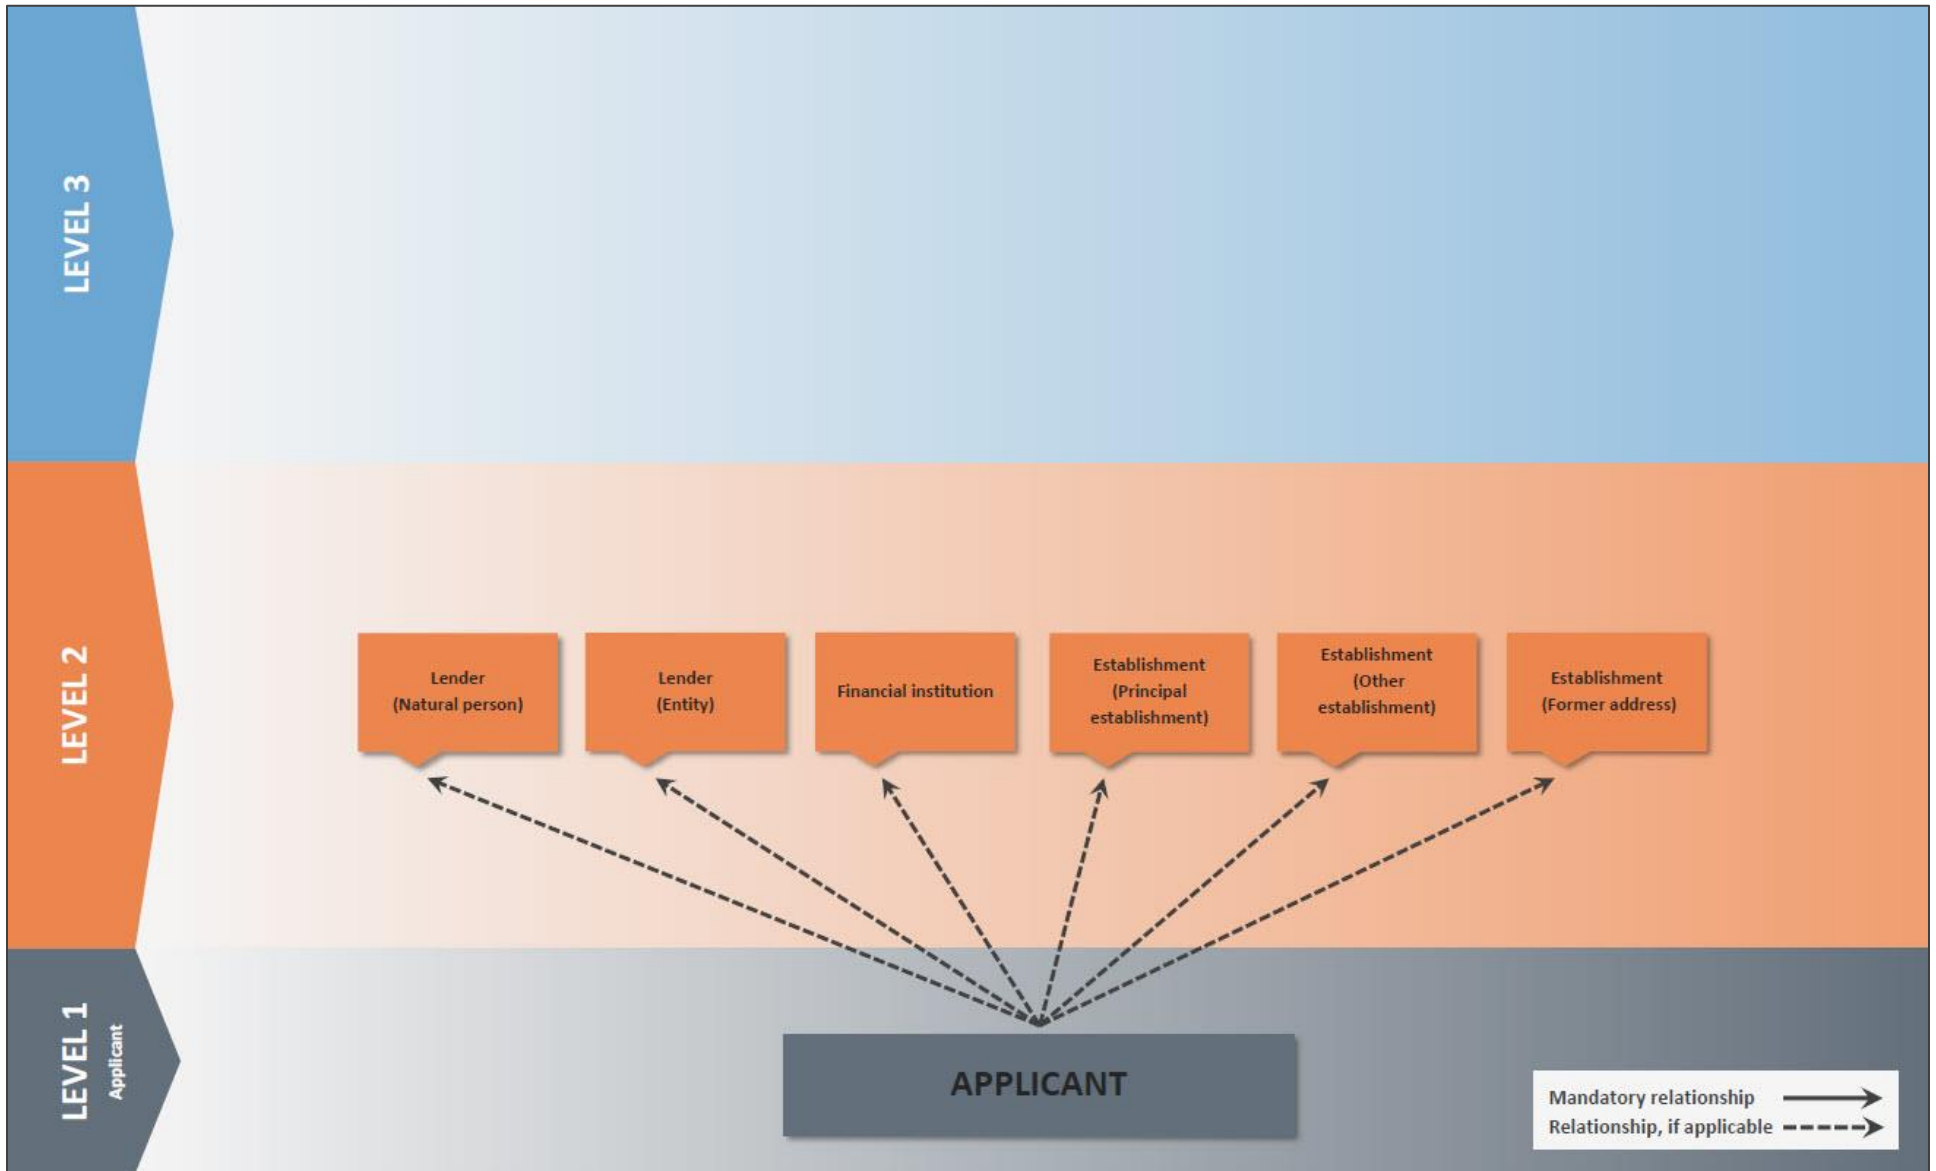 LEVEL 3
LEVEL 2
Lender
(Natural person)
Lender
(Entity)
Financial institution
Establishment
(Principal
establishment)
Establishment
(Other
establishment)
Establishment
(Former address)
LEVEL 1
Applicant
APPLICANT
Mandatory relationship
Relationship, if applicable